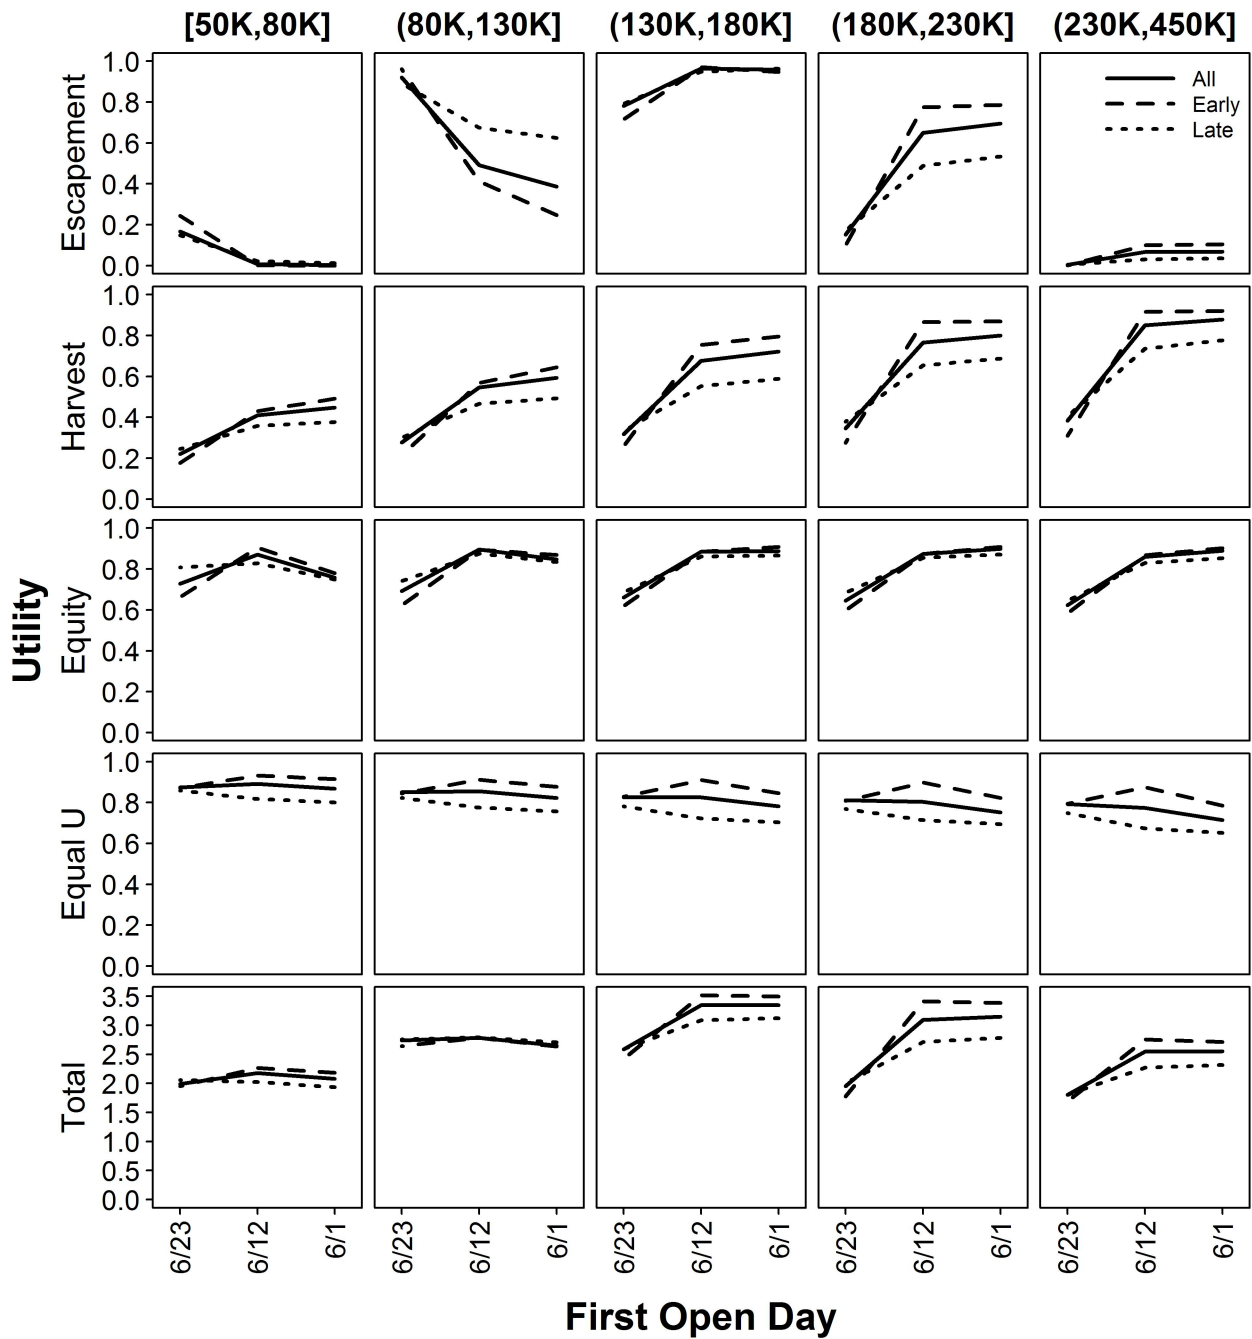 [50K,80K] (80K,130K] (130K,180K] (180K,230K] (230K,450K]
Utility
Escapement
1.0
0.8
0.6
0.4
0.2
0.0
All
Early
Late
Harvest
1.0
0.8
0.6
0.4
0.2
0.0
Equity
1.0
0.8
0.6
0.4
0.2
0.0
Equal U
1.0
0.8
0.6
0.4
0.2
0.0
Total
3.5
3.0
2.5
2.0
1.5
1.0
0.5
0.0
6/23 6/12 6/1 6/23 6/12 6/1 6/23 6/12 6/1 6/23 6/12 6/1 6/23 6/12 6/1
First Open Day